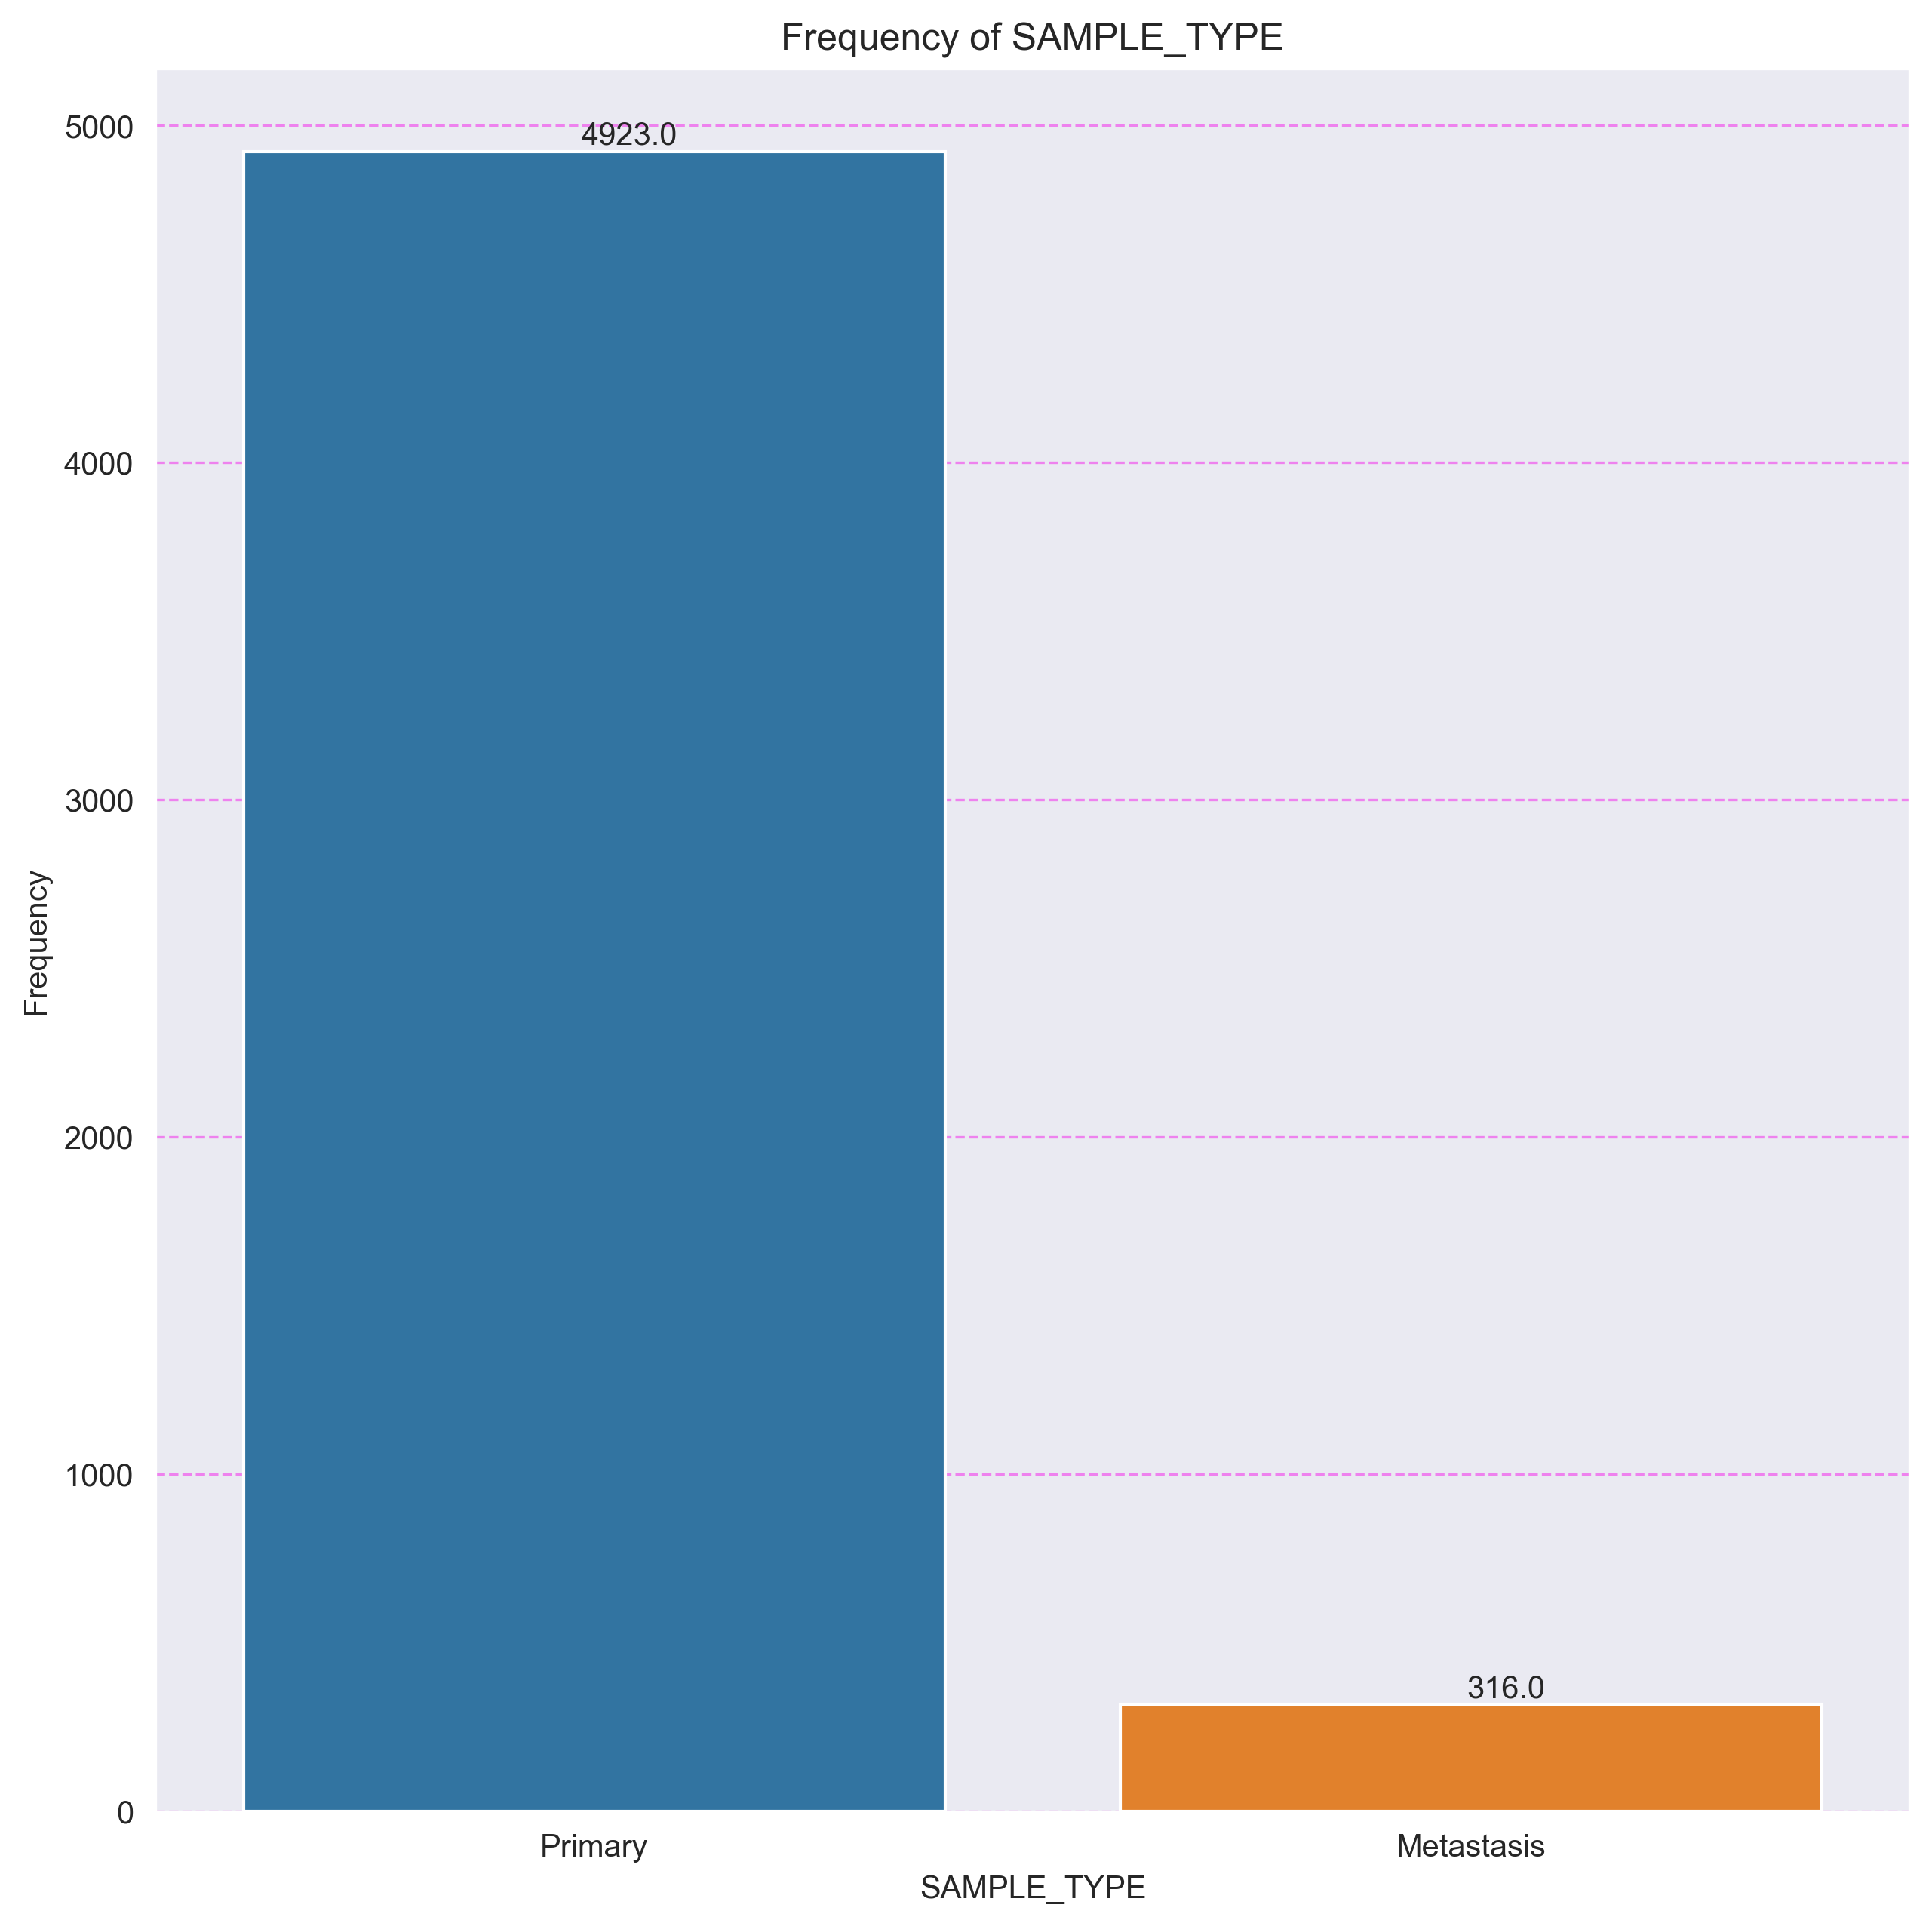 Frequency of SAMPLE_TYPE
5000
4923.0
4000
3000
Frequency
2000
1000
316.0
0
Primary
Metastasis
SAMPLE_TYPE